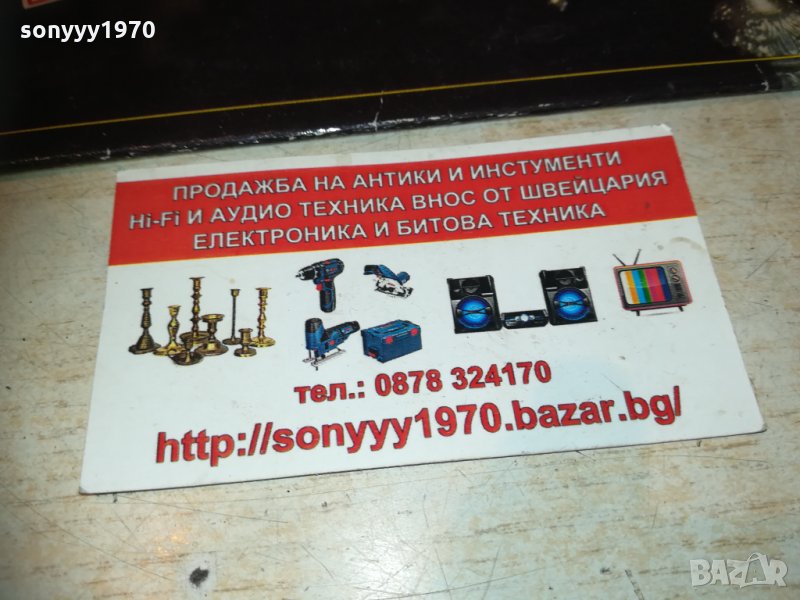 sonyyy1970
ПРОДАЖБА НА АНТИКИ И ИНСТУМЕНТИ
Hi-Fi И АУДИО ТЕХНИКА ВНОС ОТ ШВЕЙЦАРИЯ
ЕЛЕКТРОНИКА И БИТОВА ТЕХНИКА
тел.: 0878 324170
http://sonyyy1970.bazar.bg/
BAZAR